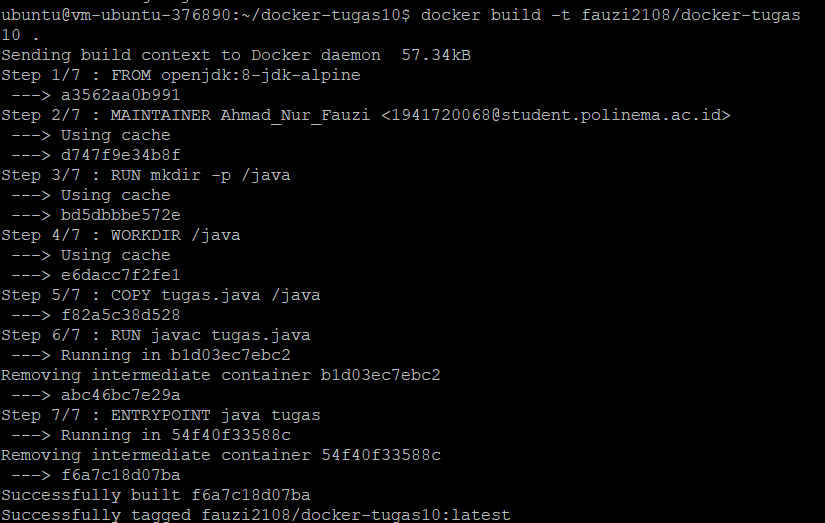 ubuntu@vm-ubuntu-376890:~/docker-tugas10$ docker build -t fauzi2108/docker-tugas
10 .
Sending build context to Docker daemon  57.34kB
Step 1/7 : FROM openjdk:8-jdk-alpine
 ---> a3562aa0b991
Step 2/7 : MAINTAINER Ahmad_Nur_Fauzi <1941720068@student.polinema.ac.id>
 ---> Using cache
 ---> d747f9e34b8f
Step 3/7 : RUN mkdir -p /java
 ---> Using cache
 ---> bd5dbbbe572e
Step 4/7 : WORKDIR /java
 ---> Using cache
 ---> e6dacc7f2fe1
Step 5/7 : COPY tugas.java /java
 ---> f82a5c38d528
Step 6/7 : RUN javac tugas.java
 ---> Running in b1d03ec7ebc2
Removing intermediate container b1d03ec7ebc2
 ---> abc46bc7e29a
Step 7/7 : ENTRYPOINT java tugas
 ---> Running in 54f40f33588c
Removing intermediate container 54f40f33588c
 ---> f6a7c18d07ba
Successfully built f6a7c18d07ba
Successfully tagged fauzi2108/docker-tugas10:latest